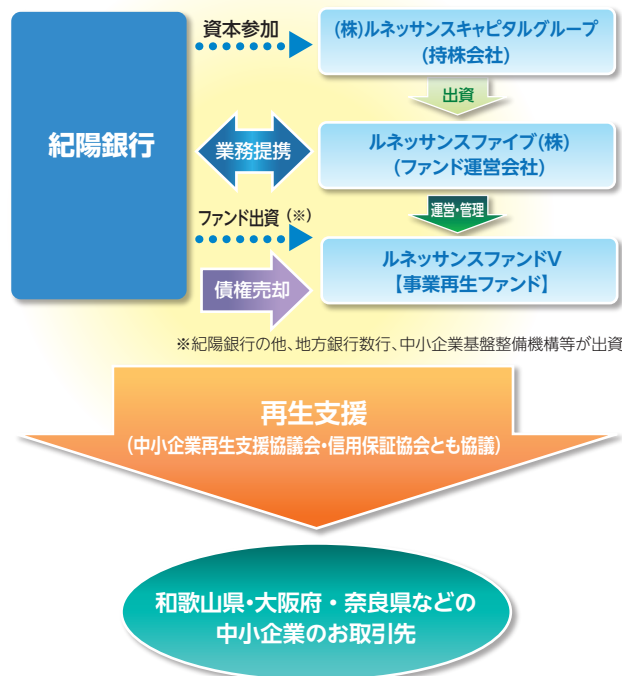 資本参加
(株)ルネッサンスキャピタルグループ
(持株会社)
出資
紀陽銀行
業務提携
ルネッサンスファイブ(株)
(ファンド運営会社)
運営・管理
ファンド出資(※)
債権売却
ルネッサンスファンドⅤ
【事業再生ファンド】
※紀陽銀行の他、地方銀行数行、中小企業基盤整備機構等が出資
再生支援
(中小企業再生支援協議会・信用保証協会とも協議)
和歌山県・大阪府・奈良県などの
中小企業のお取引先